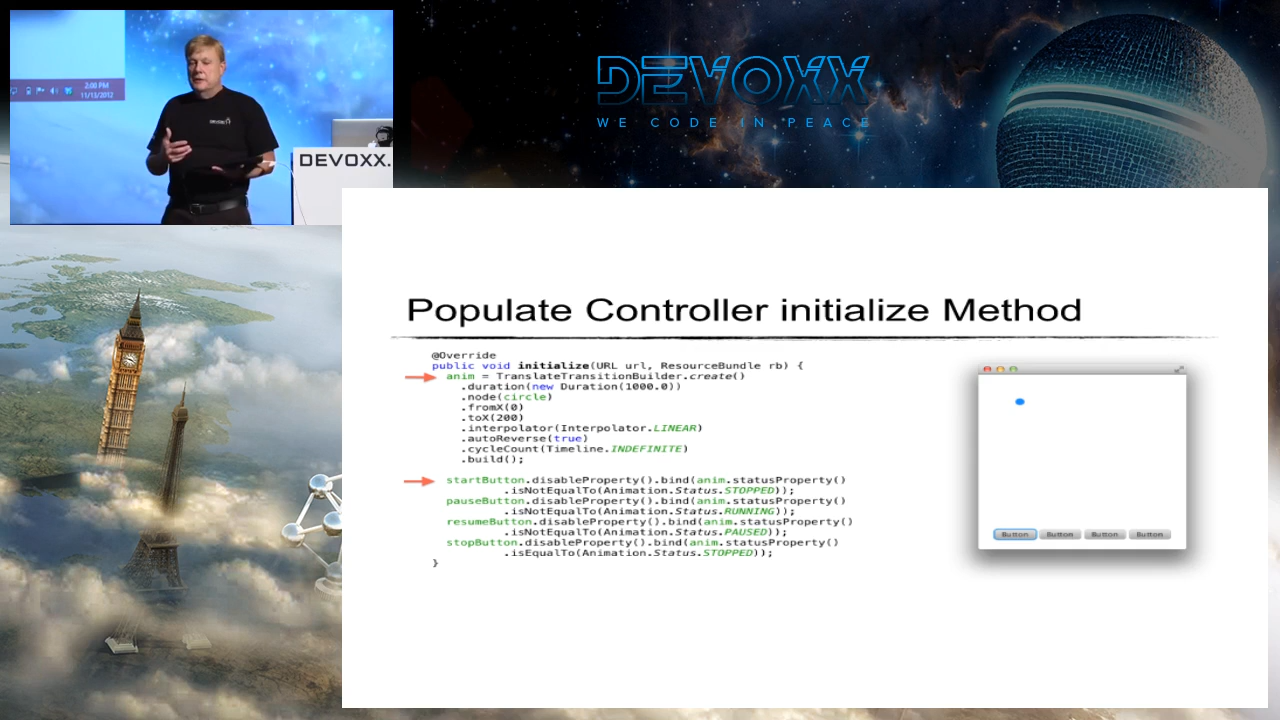 2:08 PM
11/13/2012
DEVOXX
DEVOXX.
DEVOXX
WE CODE IN PEACE
Populate Controller initialize Method
@Override
public void initialize(URL url, ResourceBundle rb) {
anim = TranslateTransitionBuilder.create()
.duration(new Duration(1000.0))
.node(circle)
.fromX(0)
.toX(200)
.interpolator(Interpolator.LINEAR)
.autoReverse(true)
.cycleCount(Timeline.INDEFINITE)
.build();
startButton.disableProperty().bind(anim.statusProperty()
.isNotEqualTo(Animation.Status.STOPPED));
pauseButton.disableProperty().bind(anim.statusProperty()
.isNotEqualTo(Animation.Status.RUNNING));
resumeButton.disableProperty().bind(anim.statusProperty()
.isNotEqualTo(Animation.Status.PAUSED));
stopButton.disableProperty().bind(anim.statusProperty()
.isEqualTo(Animation.Status.STOPPED));
}
Button Button Button Button